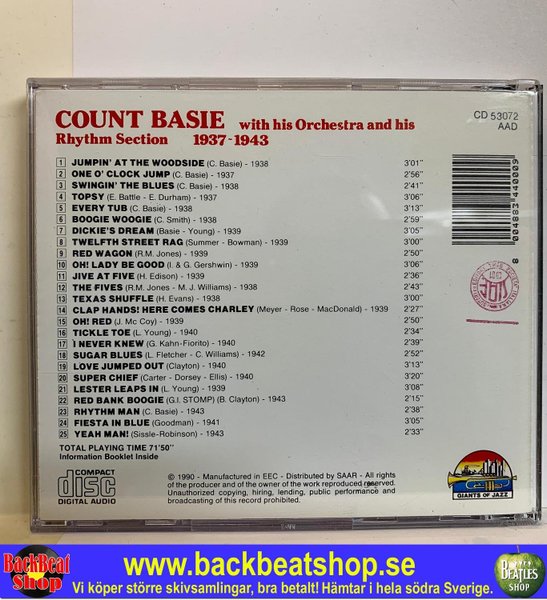 COUNT BASIE with his Orchestra and his
Rhythm Section 1937-1943
CD 53072
AAD
1 JUMPIN' AT THE WOODSIDE (C. Basie) - 1938 3'01"
2 ONE O' CLOCK JUMP (C. Basie) - 1937 2'56"
3 SWINGIN' THE BLUES (C. Basie) - 1938 2'41"
4 TOPSY (E. Battle - E. Durham) - 1937 3'06"
5 EVERY TUB (C. Basie) - 1938 3'13"
6 BOOGIE WOOGIE (C. Smith) - 1938 2'59"
7 DICKIE'S DREAM (Basie - Young) - 1939 3'05"
8 TWELFTH STREET RAG (Summer - Bowman) - 1939 3'00"
9 RED WAGON (R.M. Jones) - 1939 2'50"
10 OH! LADY BE GOOD (I. & G. Gershwin) - 1939 3'06"
11 JIVE AT FIVE (H. Edison) - 1939 2'36"
12 THE FIVES (R.M. Jones - M. J. Williams) - 1938 2'43"
13 TEXAS SHUFFLE (H. Evans) - 1938 3'00"
14 CLAP HANDS! HERE COMES CHARLEY (Meyer - Rose - MacDonald) - 1939 2'27"
15 OH! RED (J. Mc Coy) - 1939 2'50"
16 TICKLE TOE (L. Young) - 1940 2'34"
17 I NEVER KNEW (G. Kahn-Fiorito) - 1940 2'39"
18 SUGAR BLUES (L. Fletcher - C. Williams) - 1942 2'52"
19 LOVE JUMPED OUT (Clayton) - 1940 3'13"
20 SUPER CHIEF (Carter - Dorsey - Ellis) - 1940 3'20"
21 LESTER LEAPS IN (L. Young) - 1939 3'08"
22 RED BANK BOOGIE (G.I. STOMP) (B. Clayton) - 1943 2'15"
23 RHYTHM MAN (C. Basie) - 1943 2'38"
24 FIESTA IN BLUE (Goodman) - 1941 3'05"
25 YEAH MAN! (Sissle-Robinson) - 1943 2'33"
8 004883 440009
TOTAL PLAYING TIME 71'50"
Information Booklet Inside
COMPACT
disc
DIGITAL AUDIO
© 1990 - Manufactured in EEC - Distributed by SAAR - All rights
of the producer and of the owner of the work reproduced reserved.
Unauthorized copying, hiring, lending, public performance and
broadcasting of this record prohibited.
GIANTS OF JAZZ
BackBeat
Shop
www.backbeatshop.se
Vi köper större skivsamlingar, bra betalt! Hämtar i hela södra Sverige.
BEATLES
SHOP